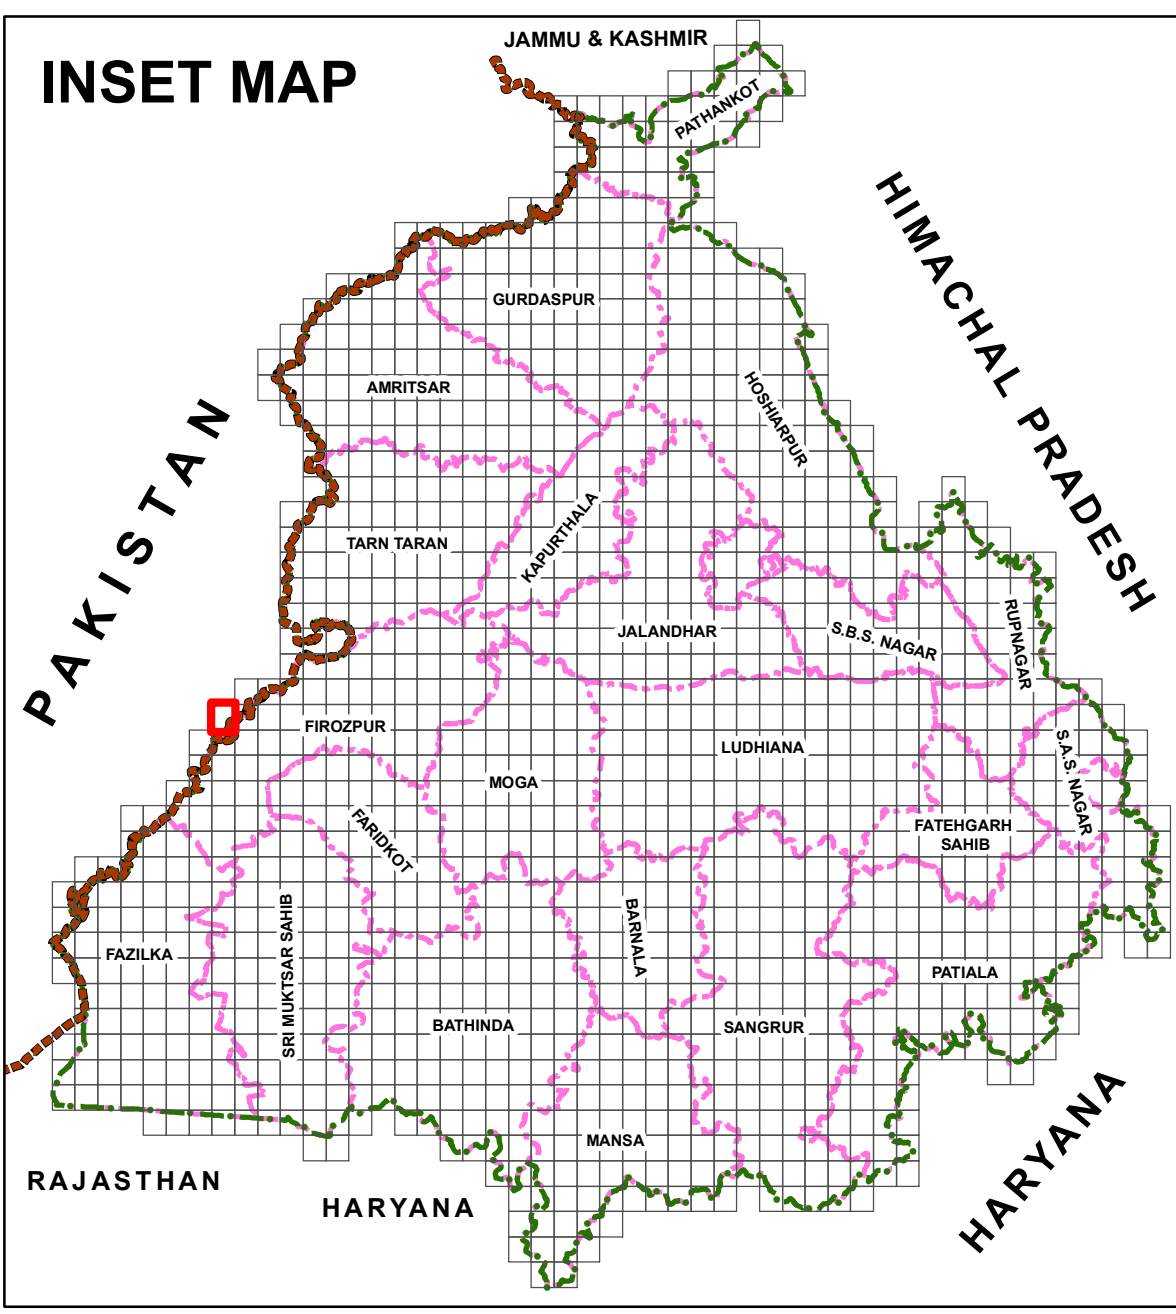 JAMMU & KASHMIR
INSET MAP
PATHANKOT
HIMACHAL PRADESH
GURDASPUR
AMRITSAR
HOSHIARPUR
PAKISTAN
KAPURTHALA
TARN TARAN
JALANDHAR
S.B.S. NAGAR
RUPNAGAR
FIROZPUR
LUDHIANA
S.A.S. NAGAR
MOGA
FARIDKOT
FATEHGARH
SAHIB
BARNALA
SRI MUKTSAR SAHIB
FAZILKA
PATIALA
BATHINDA
SANGRUR
MANSA
RAJASTHAN
HARYANA
HARYANA